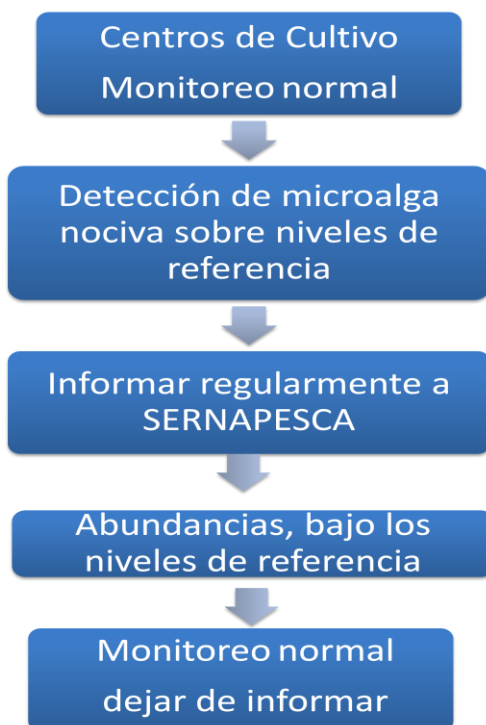 Centros de Cultivo
Monitoreo normal
Detección de microalga
nociva sobre niveles de
referencia
Informar regularmente a
SERNAPESCA
Abundancias, bajo los
niveles de referencia
Monitoreo normal
dejar de informar